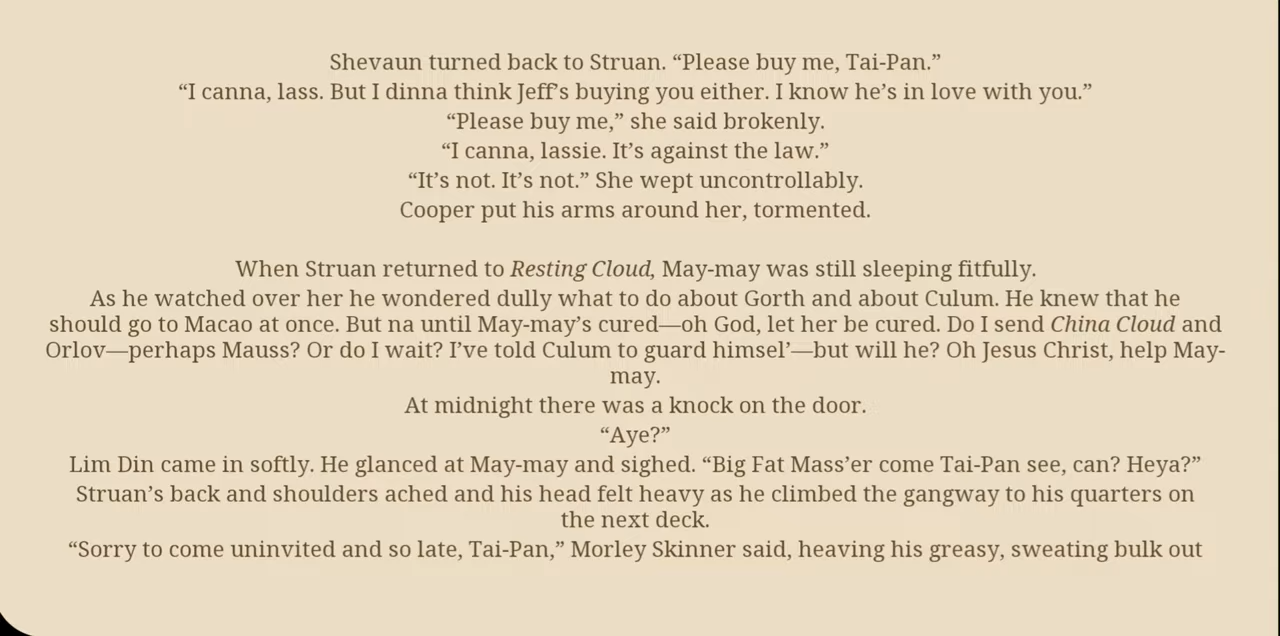 Shevaun turned back to Struan. “Please buy me, Tai-Pan.”
“I canna, lass. But I dinna think Jeff’s buying you either. I know he’s in love with you.”
“Please buy me,” she said brokenly.
“I canna, lassie. It’s against the law.”
“It’s not. It’s not.” She wept uncontrollably.
Cooper put his arms around her, tormented.
When Struan returned to Resting Cloud, May-may was still sleeping fitfully.
As he watched over her he wondered dully what to do about Gorth and about Culum. He knew that he
should go to Macao at once. But na until May-may’s cured—oh God, let her be cured. Do I send China Cloud and
Orlov—perhaps Mauss? Or do I wait? I’ve told Culum to guard himsel’—but will he? Oh Jesus Christ, help May-
may.
At midnight there was a knock on the door.
“Aye?”
Lim Din came in softly. He glanced at May-may and sighed. “Big Fat Mass’er come Tai-Pan see, can? Heya?”
Struan’s back and shoulders ached and his head felt heavy as he climbed the gangway to his quarters on
the next deck.
“Sorry to come uninvited and so late, Tai-Pan,” Morley Skinner said, heaving his greasy, sweating bulk out